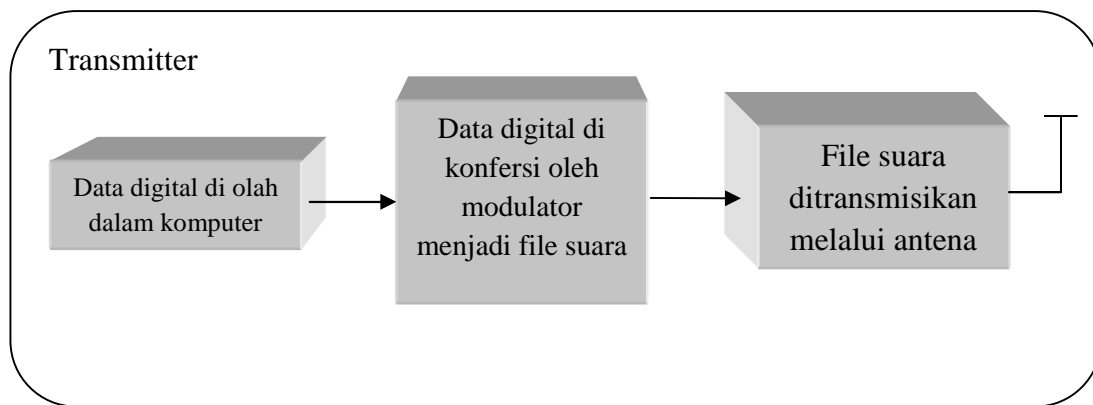 Transmitter
Data digital di olah
dalam komputer
Data digital di
konfersi oleh
modulator
menjadi file suara
File suara
ditransmisikan
melalui antena